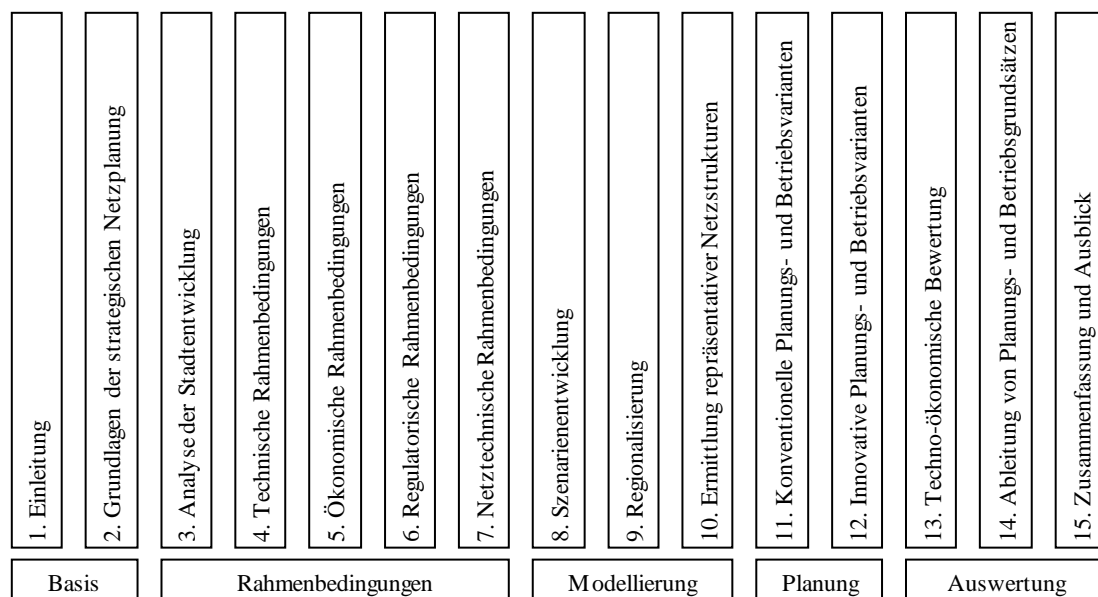 1. Einleitung
2. Grundlagen der strategischen Netzplanung
3. Analyse der Stadtentwicklung
4. Technische Rahmenbedingungen
5. Ökonomische Rahmenbedingungen
6. Regulatorische Rahmenbedingungen
7. Netztechnische Rahmenbedingungen
8. Szenarienentwicklung
9. Regionalisierung
10. Ermittlung repräsentativer Netzstrukturen
11. Konventionelle Planungs- und Betriebsvarianten
12. Innovative Planungs- und Betriebsvarianten
13. Techno-ökonomische Bewertung
14. Ableitung von Planungs- und Betriebsgrundsätzen
15. Zusammenfassung und Ausblick
Basis
Rahmenbedingungen
Modellierung
Planung
Auswertung